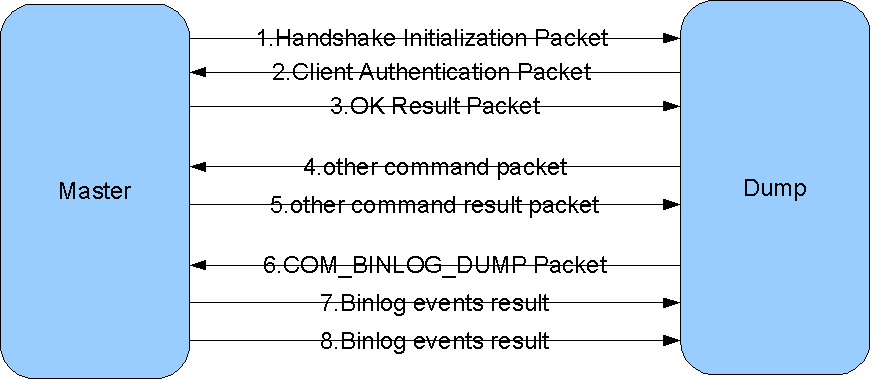 1.Handshake Initialization Packet
2.Client Authentication Packet
3.OK Result Packet
4.other command packet
Master
Dump
5.other command result packet
6.COM_BINLOG_DUMP Packet
7.Binlog events result
8.Binlog events result